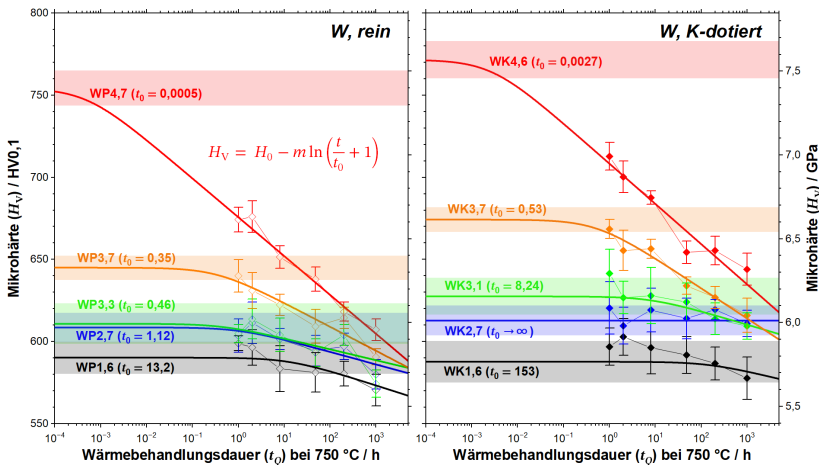 W, rein
W, K-dotiert
Mikrohärte (H_V) / HV0,1
800
750
700
650
600
550
WP4,7 (t₀ = 0,0005)
H_V = H₀ − m ln(t/t₀ + 1)
WP3,7 (t₀ = 0,35)
WP3,3 (t₀ = 0,46)
WP2,7 (t₀ = 1,12)
WP1,6 (t₀ = 13,2)
10⁻⁴ 10⁻³ 10⁻² 10⁻¹ 10⁰ 10¹ 10² 10³
Wärmebehandlungsdauer (t_Q) bei 750 °C / h
WK4,6 (t₀ = 0,0027)
WK3,7 (t₀ = 0,53)
WK3,1 (t₀ = 8,24)
WK2,7 (t₀ → ∞)
WK1,6 (t₀ = 153)
10⁻⁴ 10⁻³ 10⁻² 10⁻¹ 10⁰ 10¹ 10² 10³
Wärmebehandlungsdauer (t_Q) bei 750 °C / h
7,5
7,0
6,5
6,0
5,5
Mikrohärte (H_V) / GPa